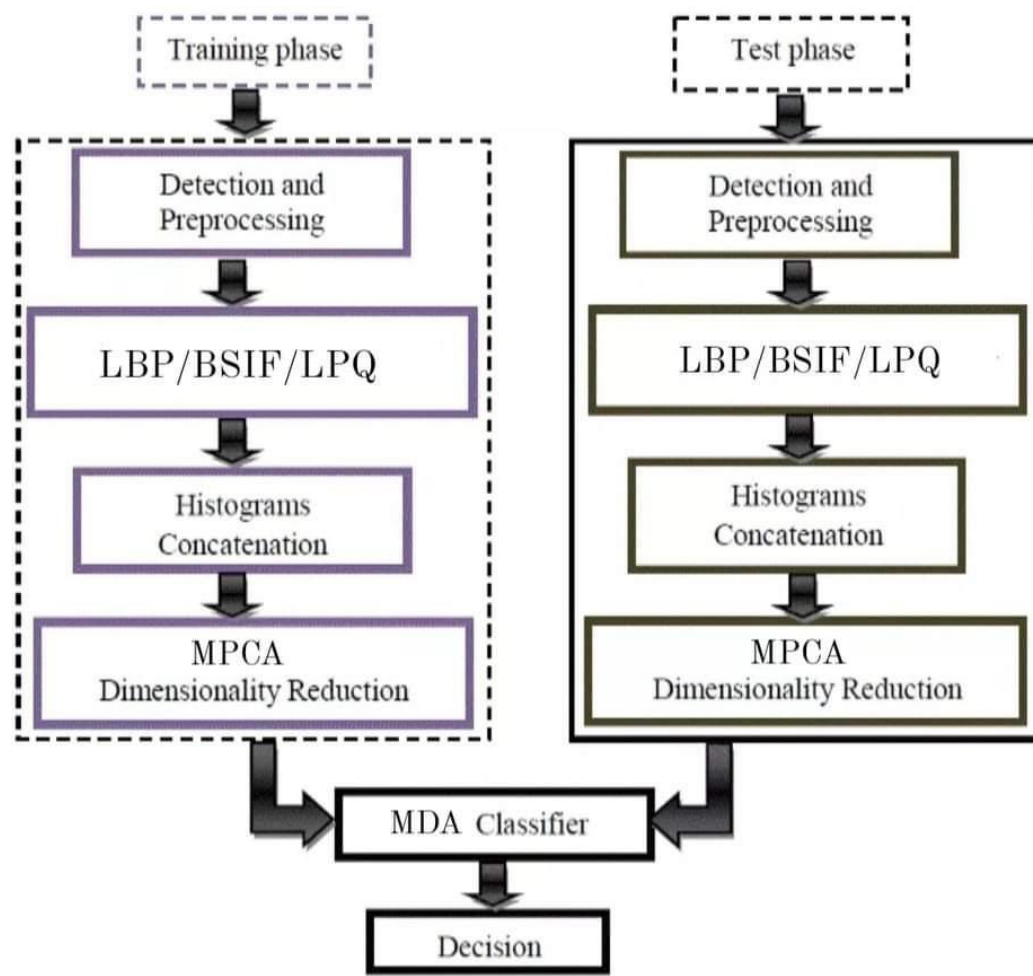 Training phase
Detection and
Preprocessing
LBP/BSIF/LPQ
Histograms
Concatenation
MPCA
Dimensionality Reduction
Test phase
Detection and
Preprocessing
LBP/BSIF/LPQ
Histograms
Concatenation
MPCA
Dimensionality Reduction
MDA Classifier
Decision